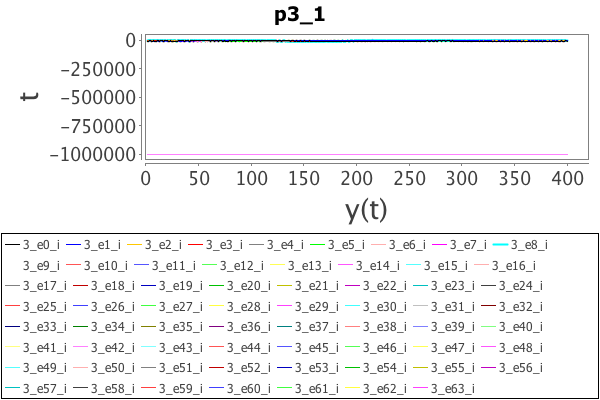 p3_1
0
−250000
−500000
−750000
−1000000
t
0 50 100 150 200 250 300 350 400
y(t)
3_e0_i 3_e1_i 3_e2_i 3_e3_i 3_e4_i 3_e5_i 3_e6_i 3_e7_i 3_e8_i
3_e9_i 3_e10_i 3_e11_i 3_e12_i 3_e13_i 3_e14_i 3_e15_i 3_e16_i
3_e17_i 3_e18_i 3_e19_i 3_e20_i 3_e21_i 3_e22_i 3_e23_i 3_e24_i
3_e25_i 3_e26_i 3_e27_i 3_e28_i 3_e29_i 3_e30_i 3_e31_i 3_e32_i
3_e33_i 3_e34_i 3_e35_i 3_e36_i 3_e37_i 3_e38_i 3_e39_i 3_e40_i
3_e41_i 3_e42_i 3_e43_i 3_e44_i 3_e45_i 3_e46_i 3_e47_i 3_e48_i
3_e49_i 3_e50_i 3_e51_i 3_e52_i 3_e53_i 3_e54_i 3_e55_i 3_e56_i
3_e57_i 3_e58_i 3_e59_i 3_e60_i 3_e61_i 3_e62_i 3_e63_i